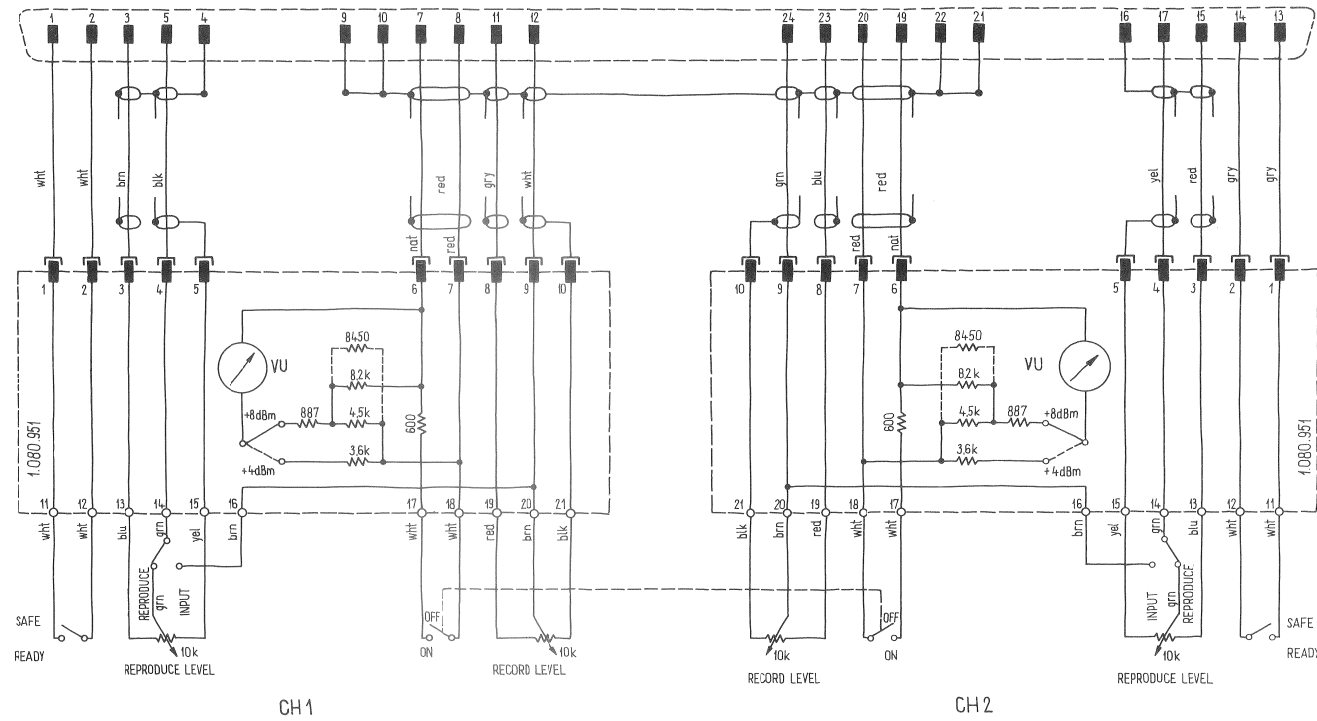 1 2 3 5 4 9 10 7 8 11 12 24 23 20 19 22 21 16 17 15 14 13
wht wht brn blk red gry wht grn blu red yel red gry gry
nat red red nat
1 2 3 4 5 6 7 8 9 10 10 9 8 7 6 5 4 3 2 1
8450 8450
VU 8,2k 8,2k VU
+8dBm 887 4,5k 600 600 4,5k 887 +8dBm
3,6k 3,6k
+4dBm +4dBm
1.080.951 1.080.951
11 12 13 14 15 16 17 18 19 20 21 21 20 19 18 17 16 15 14 13 12 11
wht wht blu grn yel brn wht wht red brn blk blk brn red wht wht brn yel grn blu wht wht
REPRODUCE grn INPUT INPUT grn REPRODUCE
SAFE OFF OFF SAFE
READY 10k ON 10k 10k ON 10k READY
REPRODUCE LEVEL RECORD LEVEL RECORD LEVEL REPRODUCE LEVEL
CH1 CH2